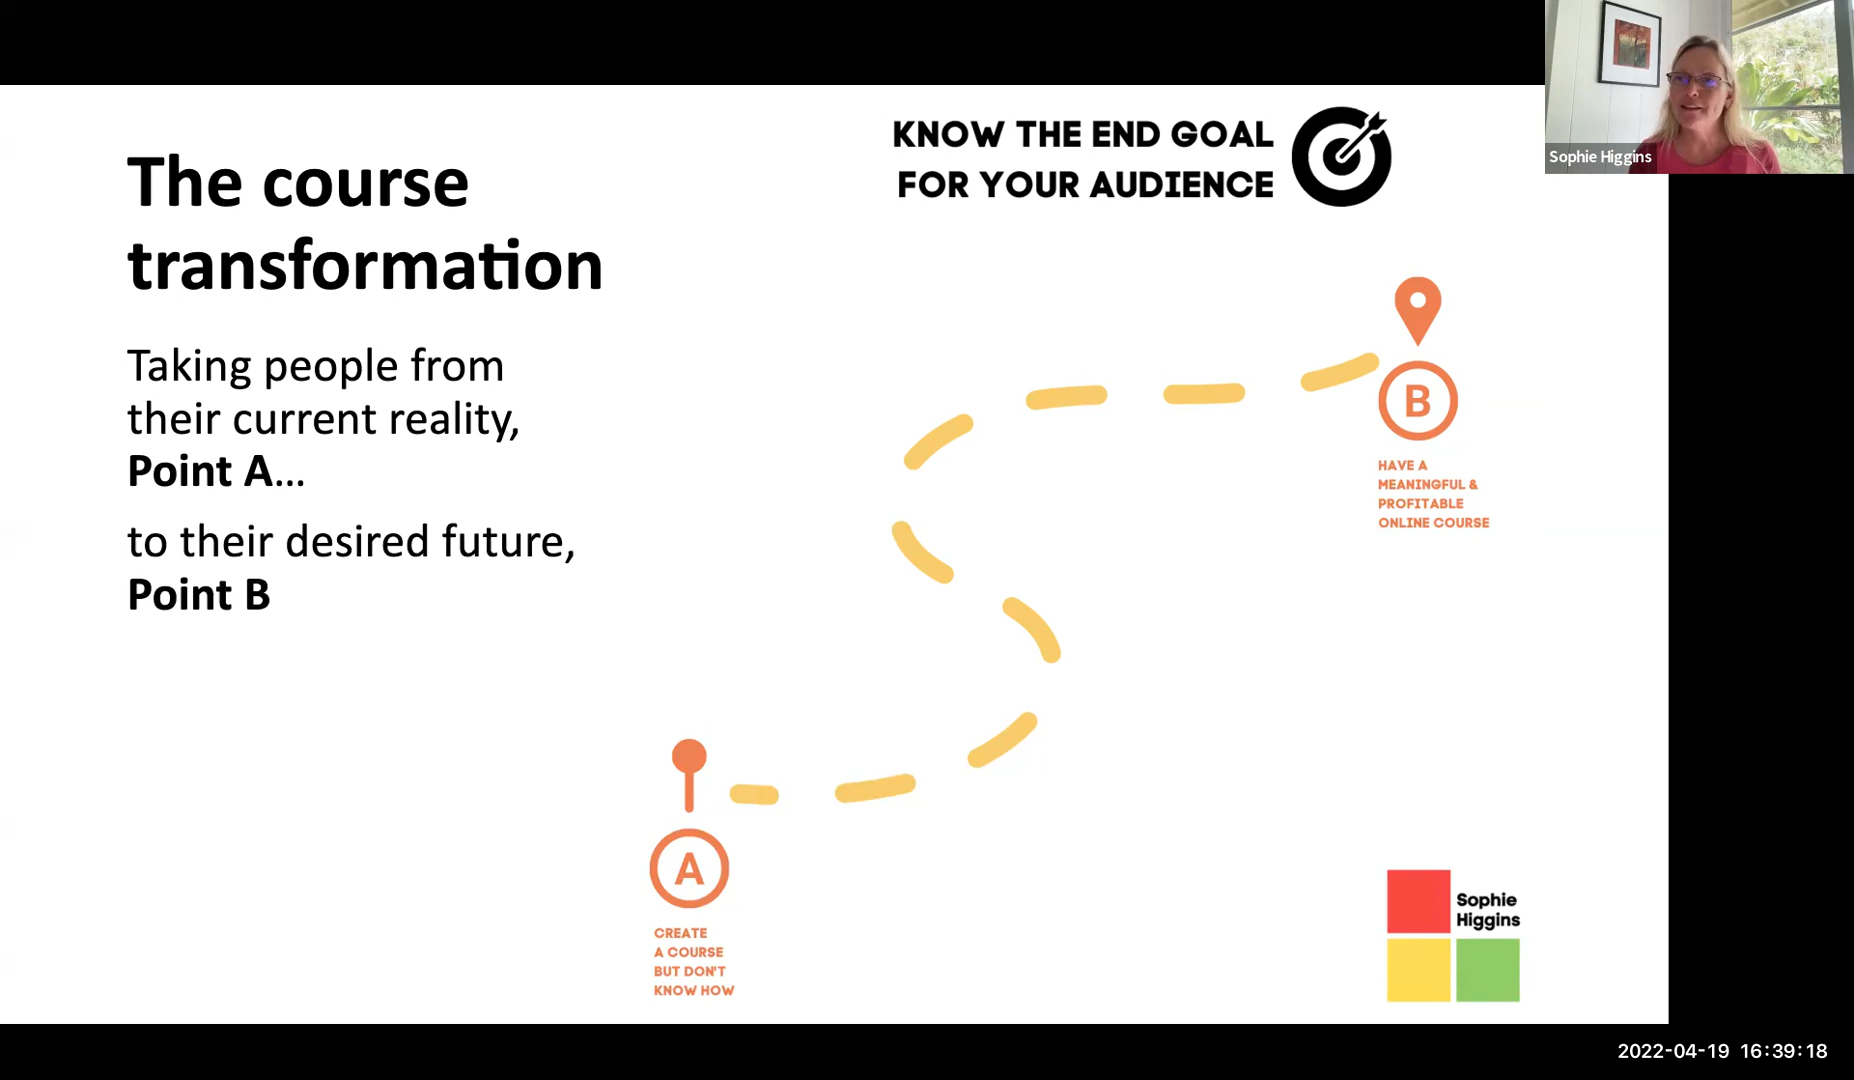 The course
transformation
Taking people from
their current reality,
Point A...
to their desired future,
Point B
KNOW THE END GOAL
FOR YOUR AUDIENCE
B
HAVE A
MEANINGFUL &
PROFITABLE
ONLINE COURSE
A
CREATE
A COURSE
BUT DON'T
KNOW HOW
Sophie
Higgins
Sophie Higgins
2022-04-19 16:39:18